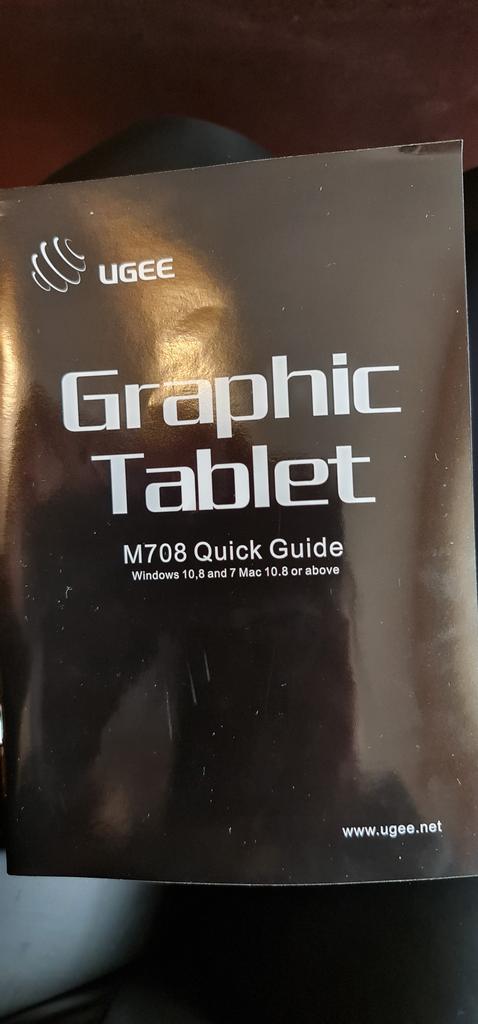 UGEE
Graphic
Tablet
M708 Quick Guide
Windows 10,8 and 7 Mac 10.8 or above
www.ugee.net